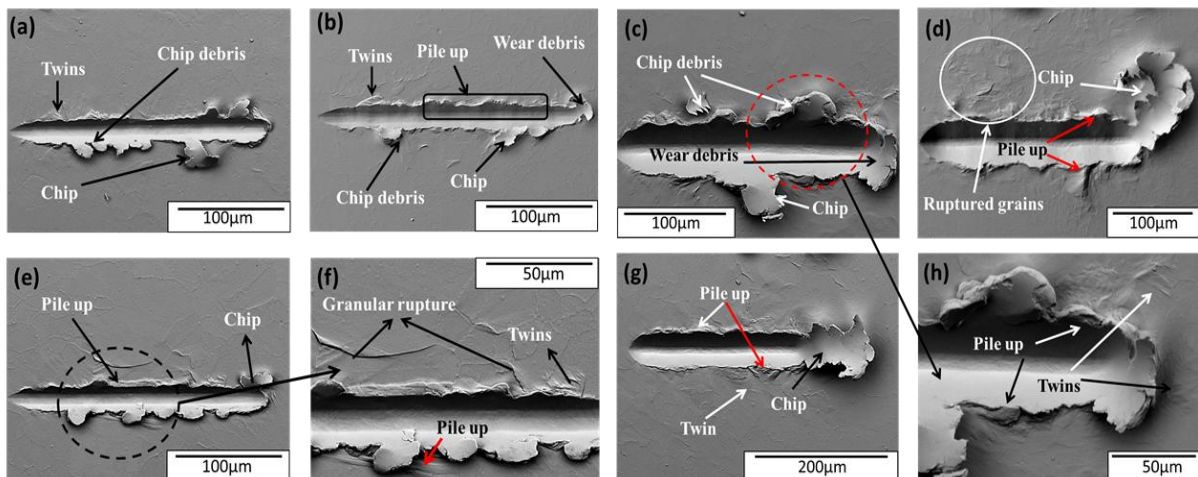 (a)
Twins
Chip debris
Chip
100μm
(b)
Twins
Pile up
Wear debris
Chip debris
Chip
100μm
(c)
Chip debris
Wear debris
Chip
100μm
(d)
Chip
Pile up
Ruptured grains
100μm
(e)
Pile up
Chip
100μm
(f)
50μm
Granular rupture
Twins
Pile up
(g)
Pile up
Twin
Chip
200μm
(h)
Pile up
Twins
50μm